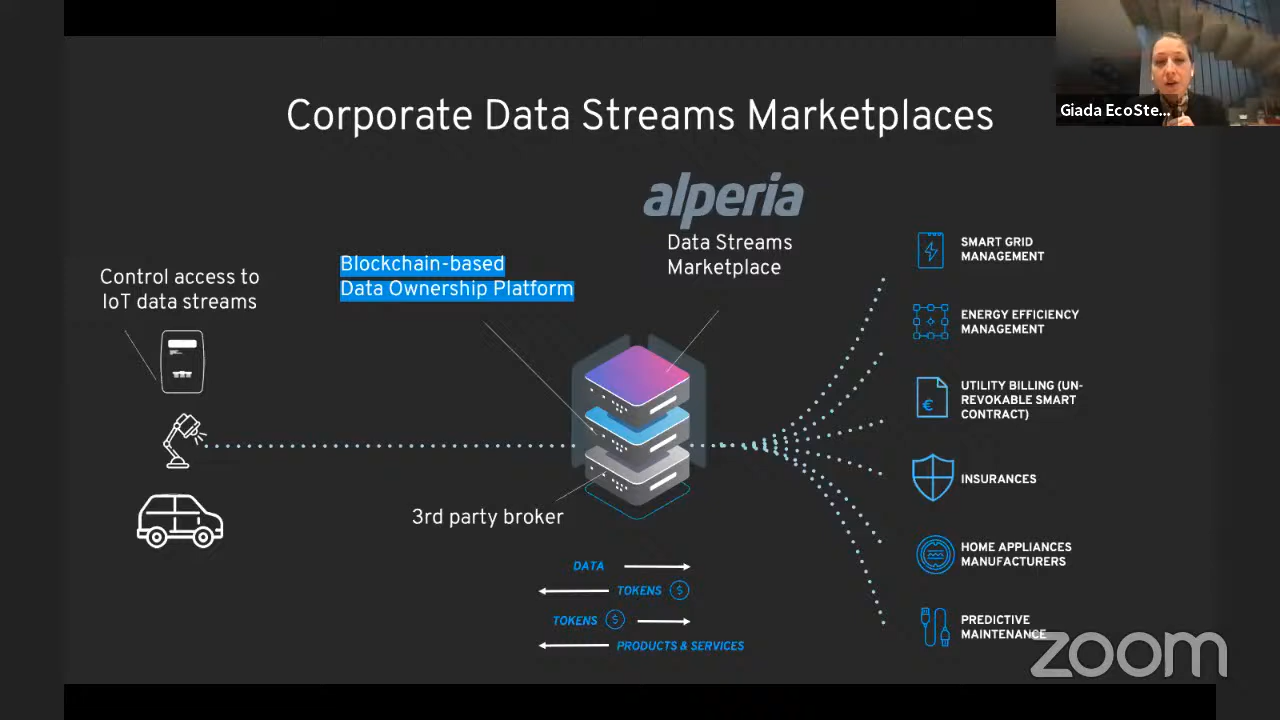 Corporate Data Streams Marketplaces
Giada EcoSte...
alperia
Data Streams
Marketplace
Blockchain-based
Data Ownership Platform
Control access to
IoT data streams
3rd party broker
DATA
TOKENS $
TOKENS $
PRODUCTS & SERVICES
SMART GRID
MANAGEMENT
ENERGY EFFICIENCY
MANAGEMENT
€
UTILITY BILLING (UN-
REVOKABLE SMART
CONTRACT)
INSURANCES
HOME APPLIANCES
MANUFACTURERS
PREDICTIVE
MAINTENANCE
zoom